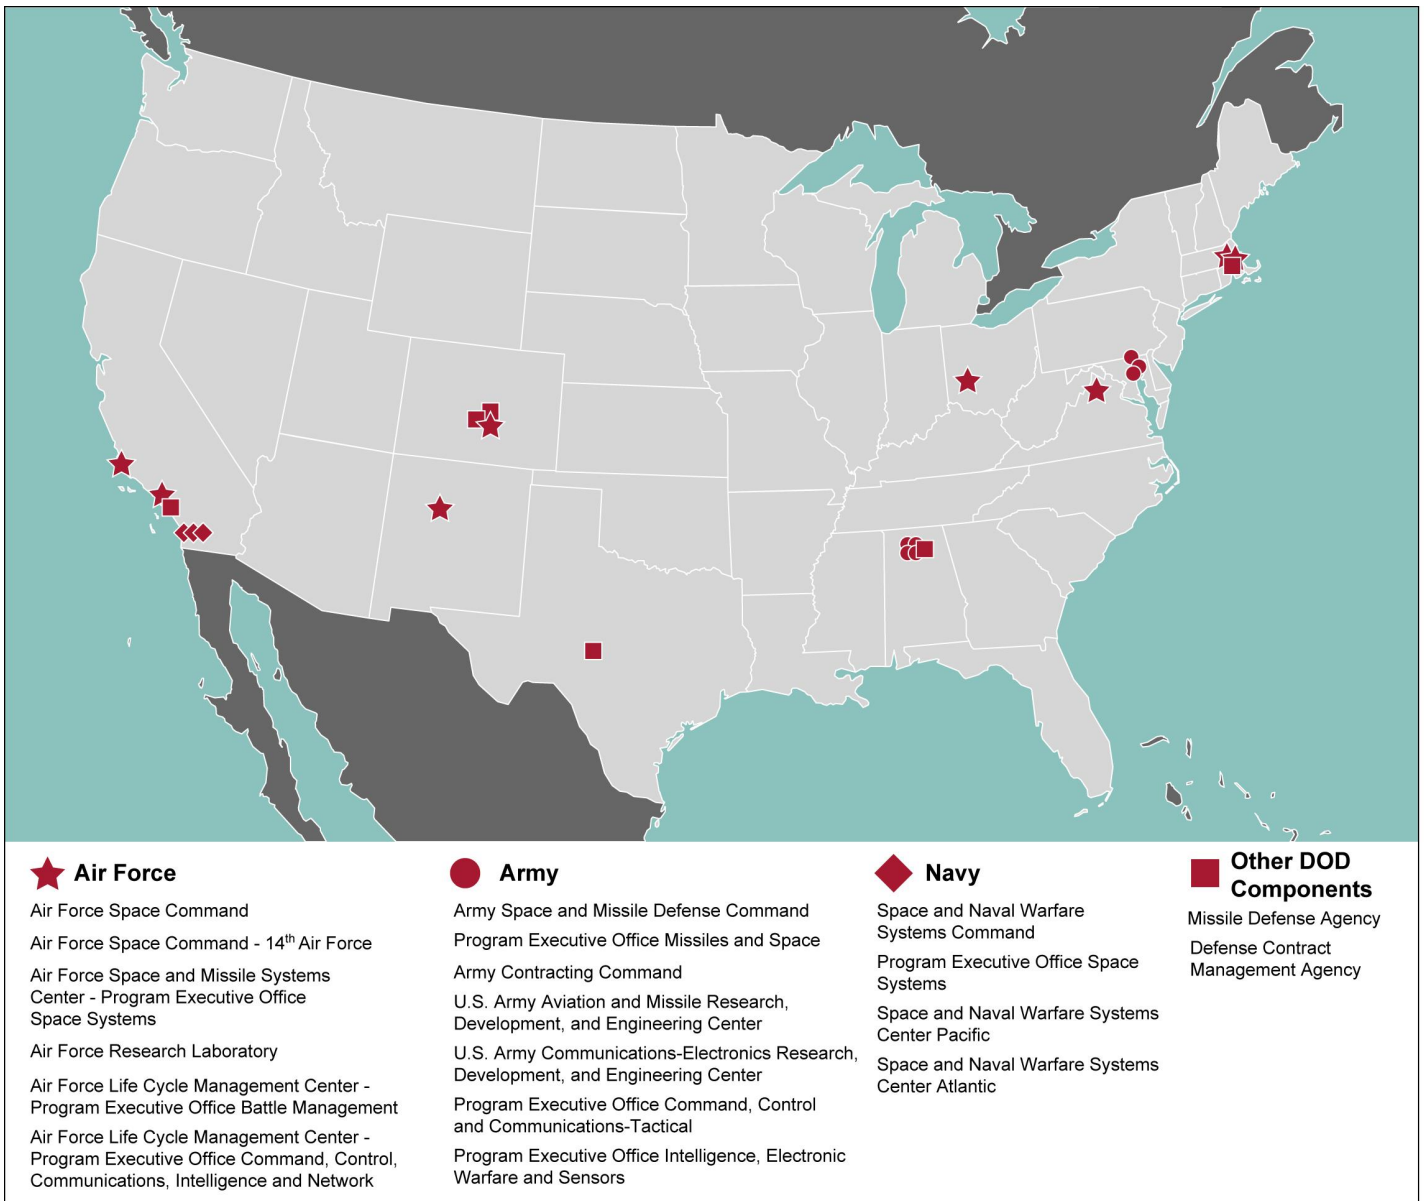 Air Force
Air Force Space Command
Air Force Space Command - 14th Air Force
Air Force Space and Missile Systems
Center - Program Executive Office
Space Systems
Air Force Research Laboratory
Air Force Life Cycle Management Center -
Program Executive Office Battle Management
Air Force Life Cycle Management Center -
Program Executive Office Command, Control,
Communications, Intelligence and Network
Army
Army Space and Missile Defense Command
Program Executive Office Missiles and Space
Army Contracting Command
U.S. Army Aviation and Missile Research,
Development, and Engineering Center
U.S. Army Communications-Electronics Research,
Development, and Engineering Center
Program Executive Office Command, Control
and Communications-Tactical
Program Executive Office Intelligence, Electronic
Warfare and Sensors
Navy
Space and Naval Warfare
Systems Command
Program Executive Office Space
Systems
Space and Naval Warfare Systems
Center Pacific
Space and Naval Warfare Systems
Center Atlantic
Other DOD
Components
Missile Defense Agency
Defense Contract
Management Agency